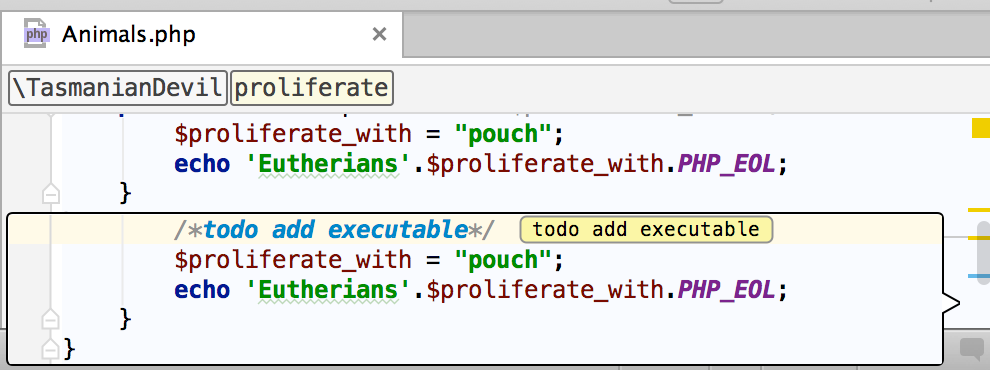 php Animals.php ×
\TasmanianDevil proliferate
$proliferate_with = "pouch";
echo 'Eutherians'.$proliferate_with.PHP_EOL;
}
/*todo add executable*/ todo add executable
$proliferate_with = "pouch";
echo 'Eutherians'.$proliferate_with.PHP_EOL;
}
}